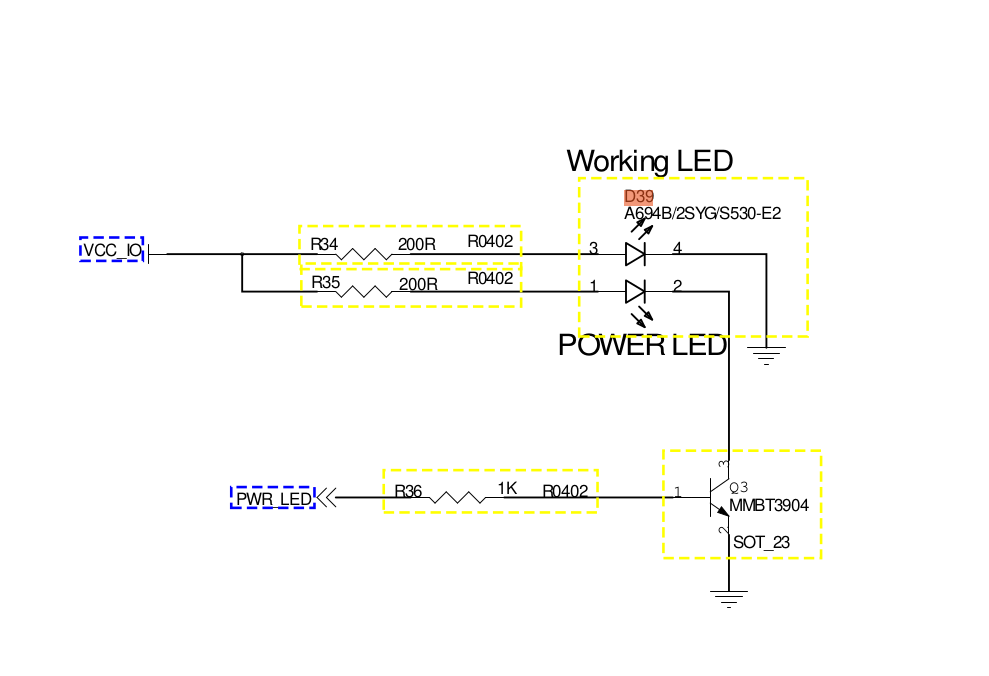 Working LED
D39
A694B/2SYG/S530-E2
VCC_IO
R34 200R R0402 3 4
R35 200R R0402 1 2
POWER LED
3
PWR_LED R36 1K R0402 1 Q3
MMBT3904
2
SOT_23